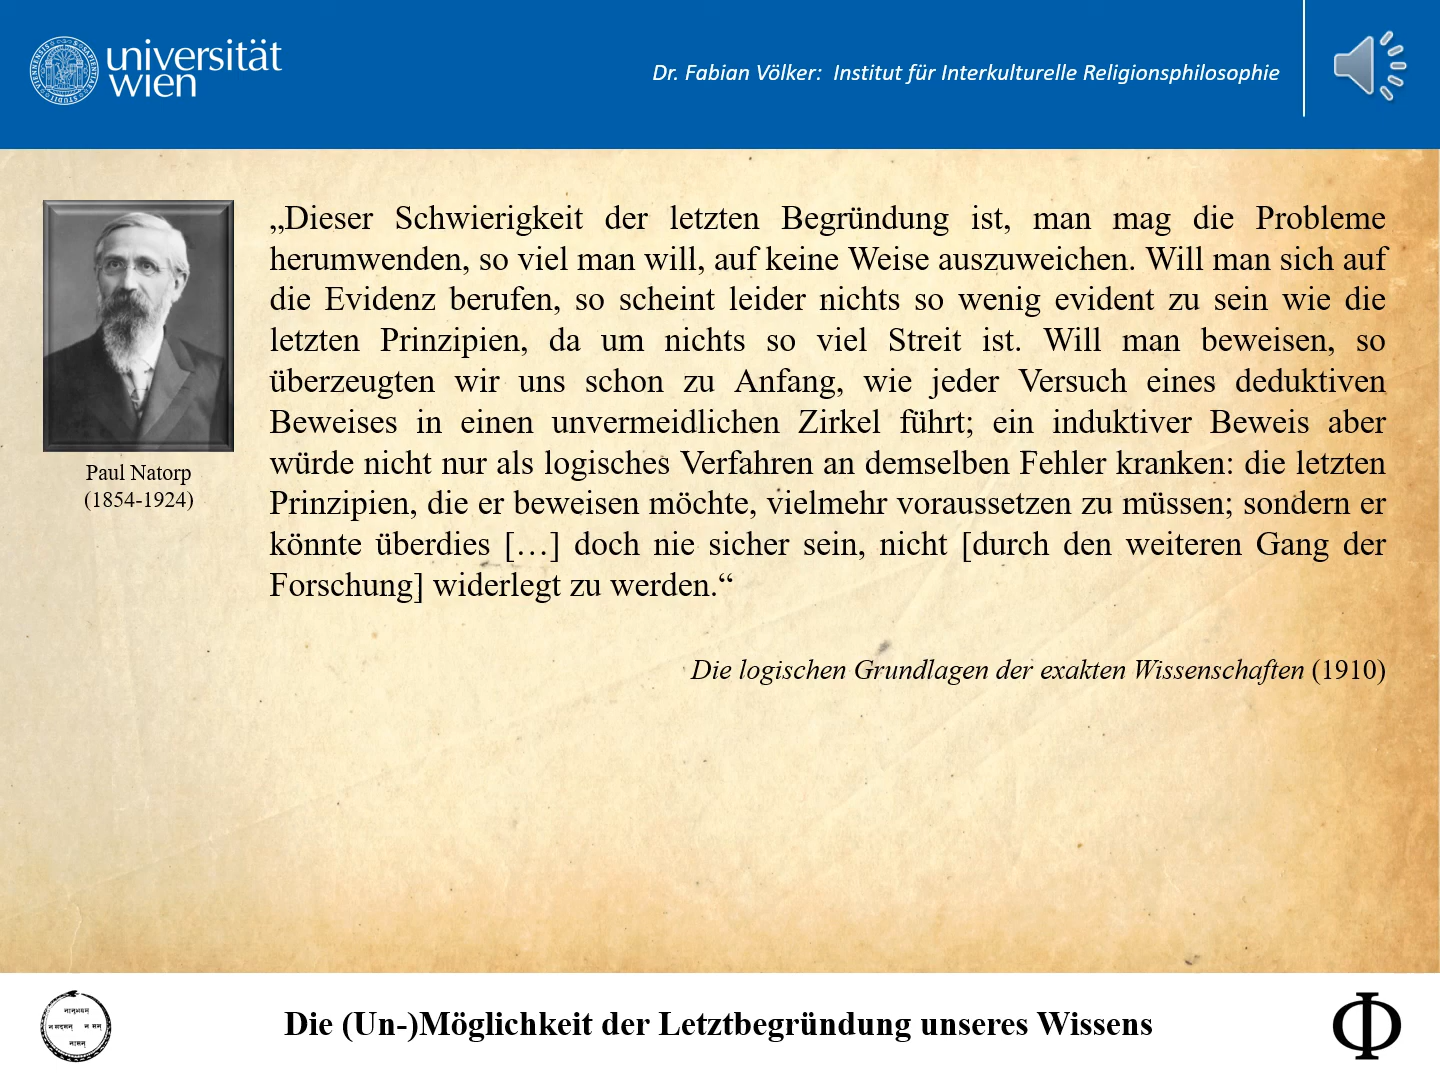 universität
wien
Dr. Fabian Völker:  Institut für Interkulturelle Religionsphilosophie
„Dieser Schwierigkeit der letzten Begründung ist, man mag die Probleme
herumwenden, so viel man will, auf keine Weise auszuweichen. Will man sich auf
die Evidenz berufen, so scheint leider nichts so wenig evident zu sein wie die
letzten Prinzipien, da um nichts so viel Streit ist. Will man beweisen, so
überzeugten wir uns schon zu Anfang, wie jeder Versuch eines deduktiven
Beweises in einen unvermeidlichen Zirkel führt; ein induktiver Beweis aber
würde nicht nur als logisches Verfahren an demselben Fehler kranken: die letzten
Prinzipien, die er beweisen möchte, vielmehr voraussetzen zu müssen; sondern er
könnte überdies […] doch nie sicher sein, nicht [durch den weiteren Gang der
Forschung] widerlegt zu werden.“
Paul Natorp
(1854-1924)
Die logischen Grundlagen der exakten Wissenschaften (1910)
Die (Un-)Möglichkeit der Letztbegründung unseres Wissens
Φ